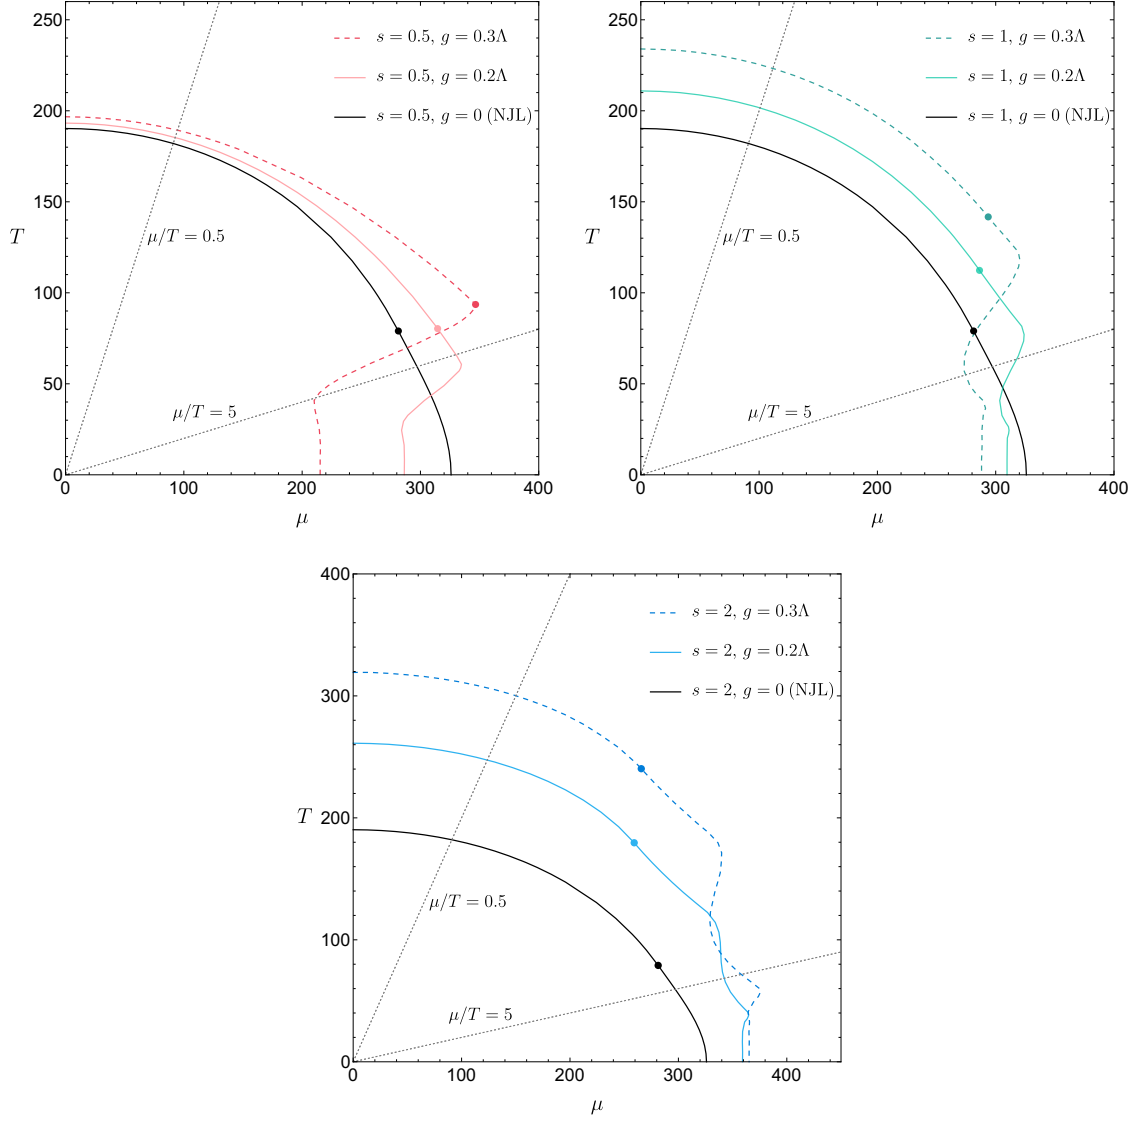 s = 0.5, g = 0.3Λ
s = 0.5, g = 0.2Λ
s = 0.5, g = 0 (NJL)
μ/T = 0.5
μ/T = 5
T
250
200
150
100
50
0
0 100 200 300 400
μ
s = 1, g = 0.3Λ
s = 1, g = 0.2Λ
s = 1, g = 0 (NJL)
μ/T = 0.5
μ/T = 5
T
250
200
150
100
50
0
0 100 200 300 400
μ
s = 2, g = 0.3Λ
s = 2, g = 0.2Λ
s = 2, g = 0 (NJL)
μ/T = 0.5
μ/T = 5
T
400
300
200
100
0
0 100 200 300 400
μ